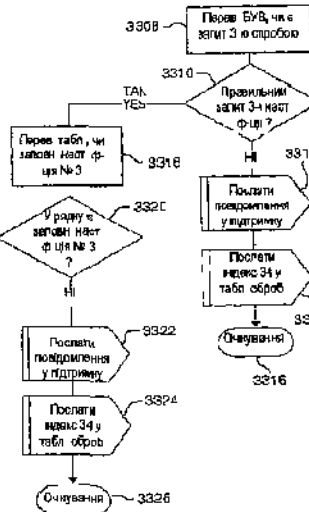 3308
Перев БУВ, чи є
запит 3-ю спробою
3310
Правильний
запит 3-ї наст
ф-ції ?
ТАК
YES
НІ
Перев табл, чи
заповн наст ф-
ція № 3
3318
У рядку є
заповн наст
ф ція № 3
?
3320
НІ
Послати
повідомлення
у підтримку
Послати
індекс 34 у
табл оброб
Очікування
3316
Послати
повідомлення
у підтримку
3322
Послати
індекс 34 у
табл оброб
3324
Очікування
3326